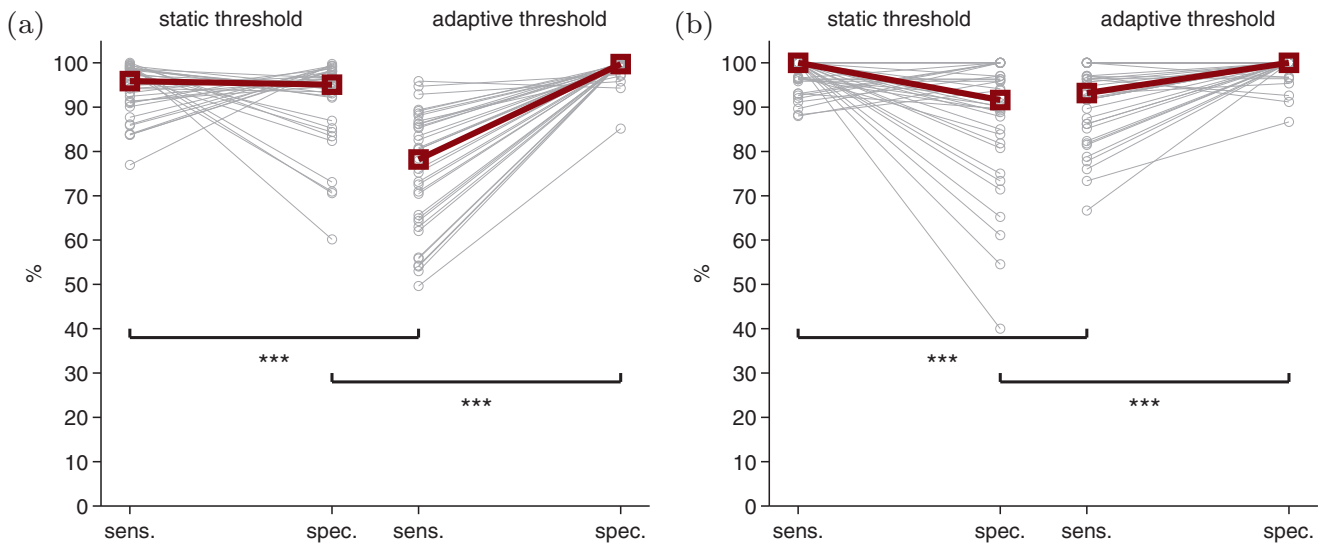 (a)
static threshold
adaptive threshold
100
90
80
70
60
50
40
30
20
10
0
%
***
***
sens.
spec.
sens.
spec.
(b)
static threshold
adaptive threshold
100
90
80
70
60
50
40
30
20
10
0
%
***
***
sens.
spec.
sens.
spec.